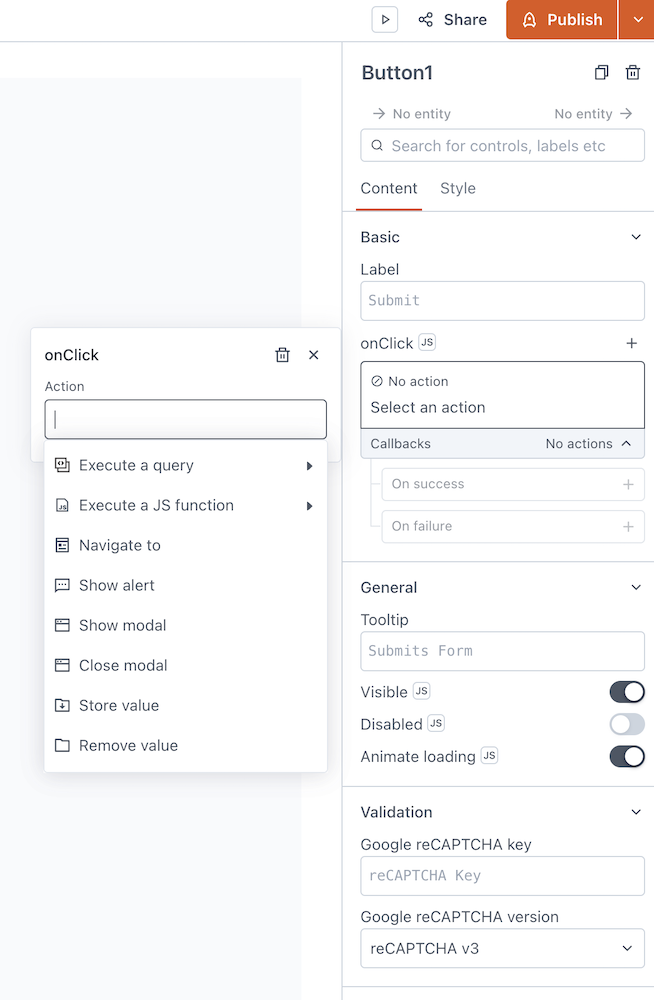 Share
Publish
Button1
No entity
No entity
Search for controls, labels etc
Content
Style
Basic
Label
Submit
onClick JS
No action
Select an action
Callbacks
No actions
On success
On failure
onClick
Action
Execute a query
Execute a JS function
Navigate to
Show alert
Show modal
Close modal
Store value
Remove value
General
Tooltip
Submits Form
Visible JS
Disabled JS
Animate loading JS
Validation
Google reCAPTCHA key
reCAPTCHA Key
Google reCAPTCHA version
reCAPTCHA v3